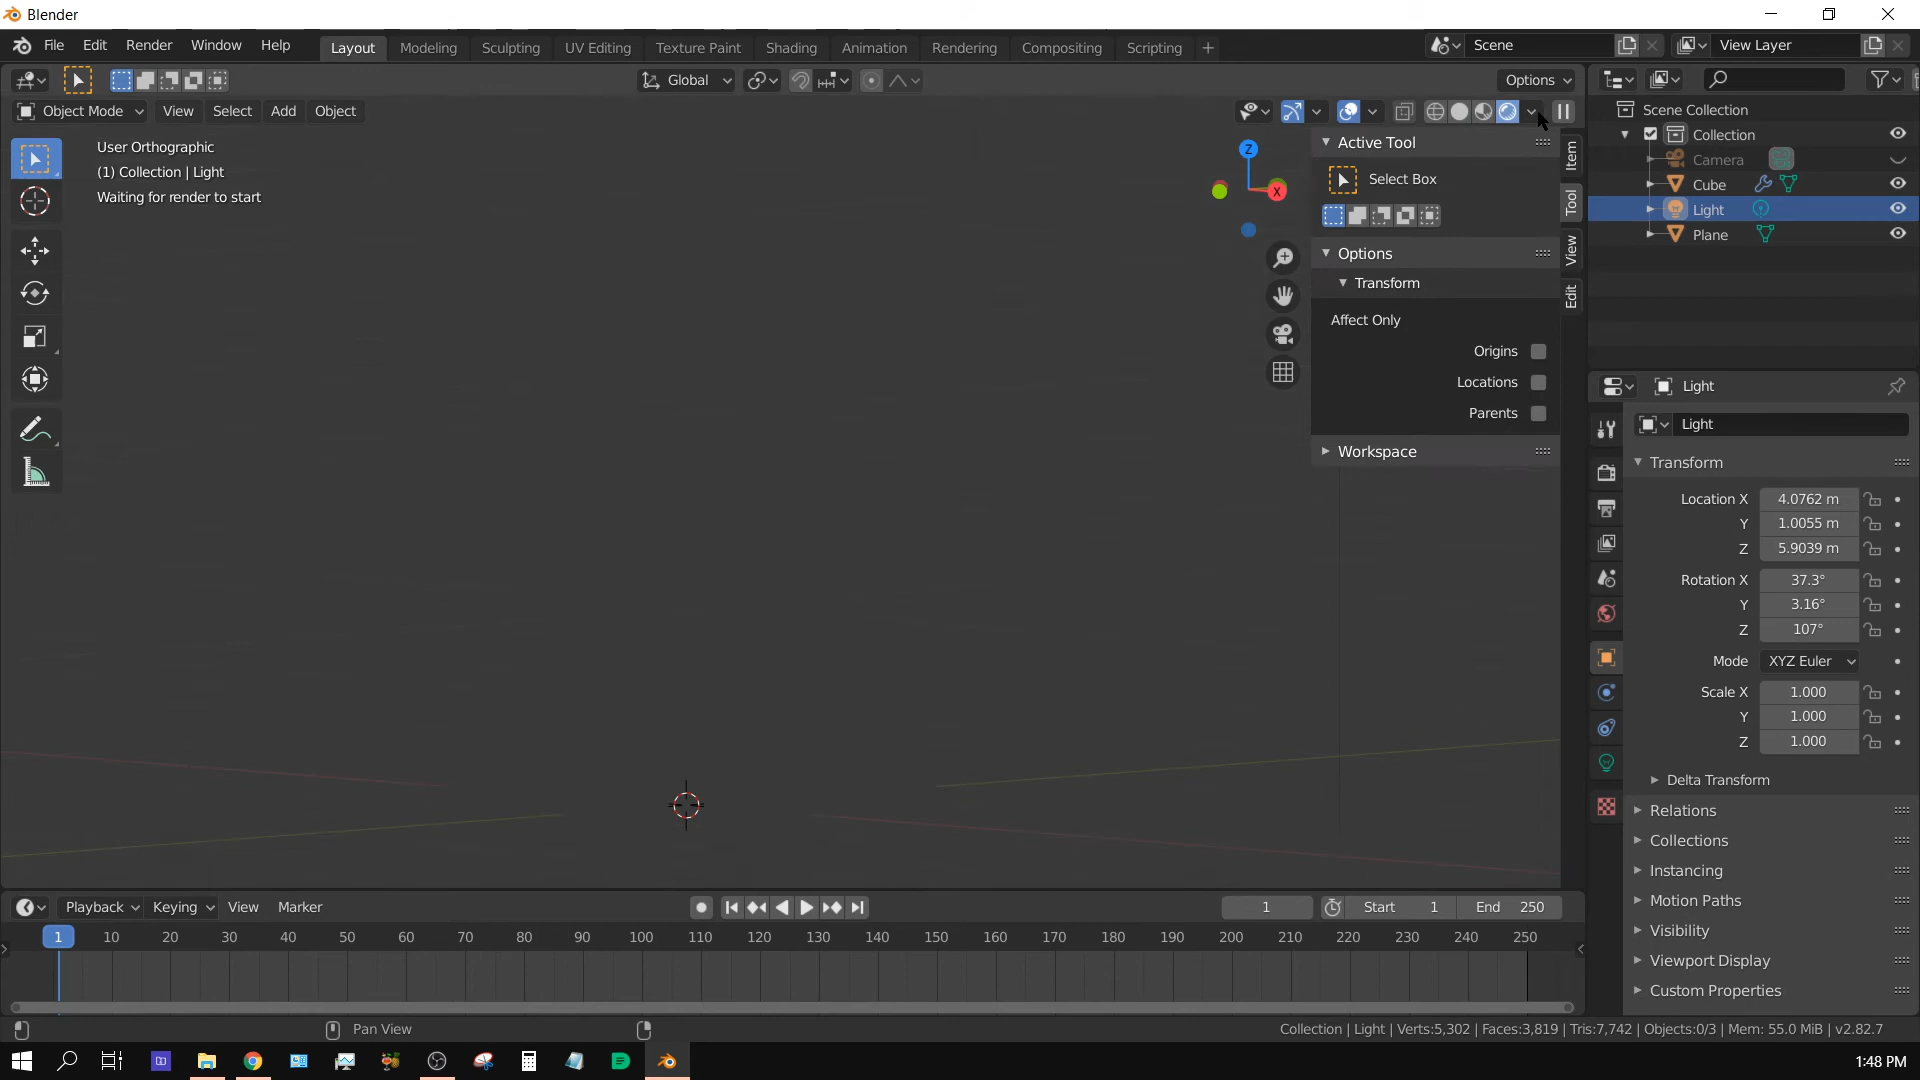 Blender
File Edit Render Window Help Layout Modeling Sculpting UV Editing Texture Paint Shading Animation Rendering Compositing Scripting + Scene View Layer
Global Options
Object Mode View Select Add Object
User Orthographic
(1) Collection | Light
Waiting for render to start
Z
X
Active Tool
Select Box
Options
Transform
Affect Only
Origins
Locations
Parents
Workspace
Item
Tool
View
Edit
Scene Collection
Collection
Camera
Cube
Light
Plane
Light
Light
Transform
Location X 4.0762 m
Y 1.0055 m
Z 5.9039 m
Rotation X 37.3°
Y 3.16°
Z 107°
Mode XYZ Euler
Scale X 1.000
Y 1.000
Z 1.000
Delta Transform
Relations
Collections
Instancing
Motion Paths
Visibility
Viewport Display
Custom Properties
Playback Keying View Marker 1 Start 1 End 250
1 10 20 30 40 50 60 70 80 90 100 110 120 130 140 150 160 170 180 190 200 210 220 230 240 250
Pan View Collection | Light | Verts:5,302 | Faces:3,819 | Tris:7,742 | Objects:0/3 | Mem: 55.0 MiB | v2.82.7
1:48 PM